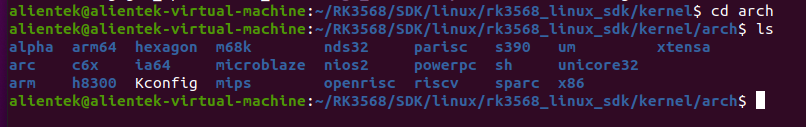 alientek@alientek-virtual-machine:~/RK3568/SDK/linux/rk3568_linux_sdk/kernel$ cd arch
alientek@alientek-virtual-machine:~/RK3568/SDK/linux/rk3568_linux_sdk/kernel/arch$ ls
alpha arm64 hexagon m68k nds32 parisc s390 um xtensa
arc c6x ia64 microblaze nios2 powerpc sh unicore32
arm h8300 Kconfig mips openrisc riscv sparc x86
alientek@alientek-virtual-machine:~/RK3568/SDK/linux/rk3568_linux_sdk/kernel/arch$